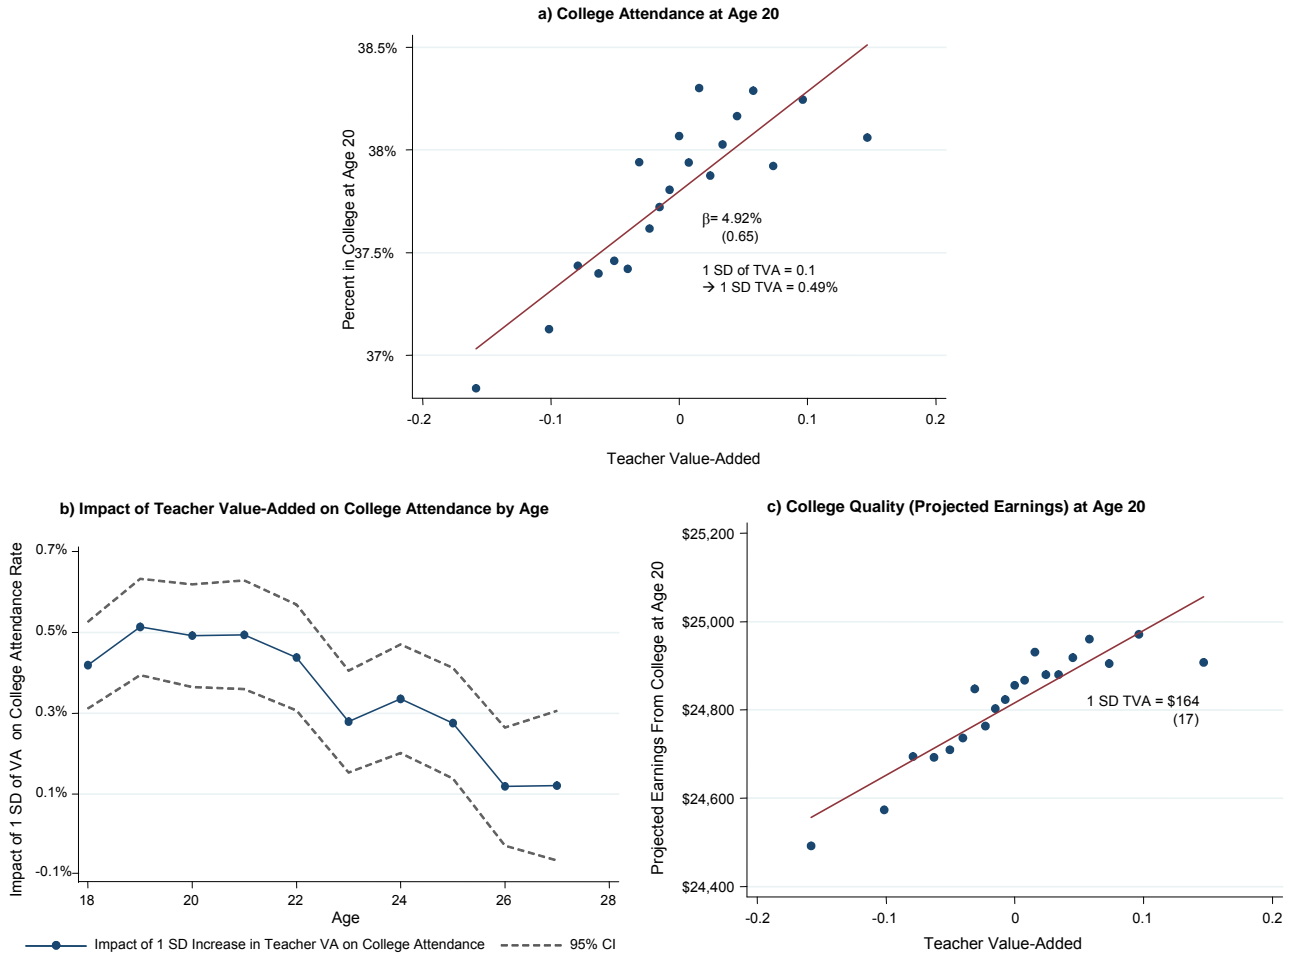 a) College Attendance at Age 20
Percent in College at Age 20
38.5%
38%
37.5%
37%
β= 4.92%
(0.65)
1 SD of TVA = 0.1
→ 1 SD TVA = 0.49%
-0.2 -0.1 0 0.1 0.2
Teacher Value-Added
b) Impact of Teacher Value-Added on College Attendance by Age
Impact of 1 SD of VA on College Attendance Rate
0.7%
0.5%
0.3%
0.1%
-0.1%
18 20 22 24 26 28
Age
Impact of 1 SD Increase in Teacher VA on College Attendance 95% CI
c) College Quality (Projected Earnings) at Age 20
Projected Earnings From College at Age 20
$25,200
$25,000
$24,800
$24,600
$24,400
1 SD TVA = $164
(17)
-0.2 -0.1 0 0.1 0.2
Teacher Value-Added